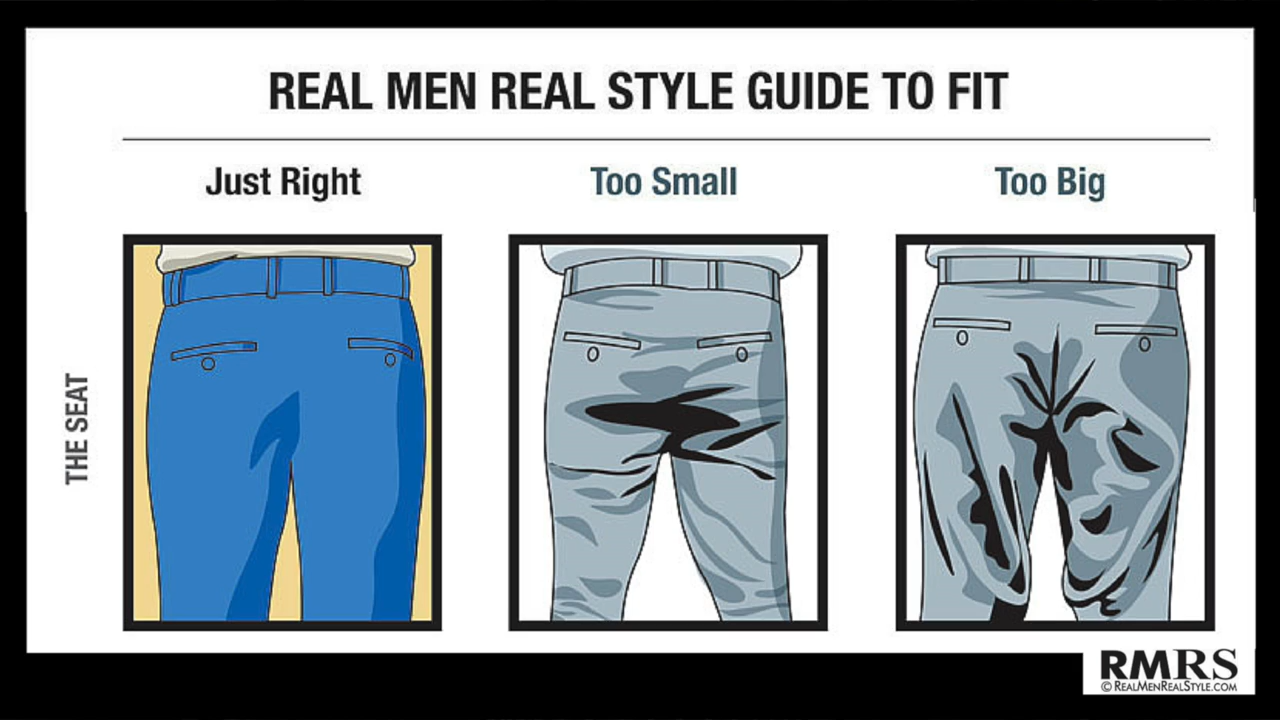 REAL MEN REAL STYLE GUIDE TO FIT
Just Right
Too Small
Too Big
THE SEAT
RMRS
© REALMENREALSTYLE.COM